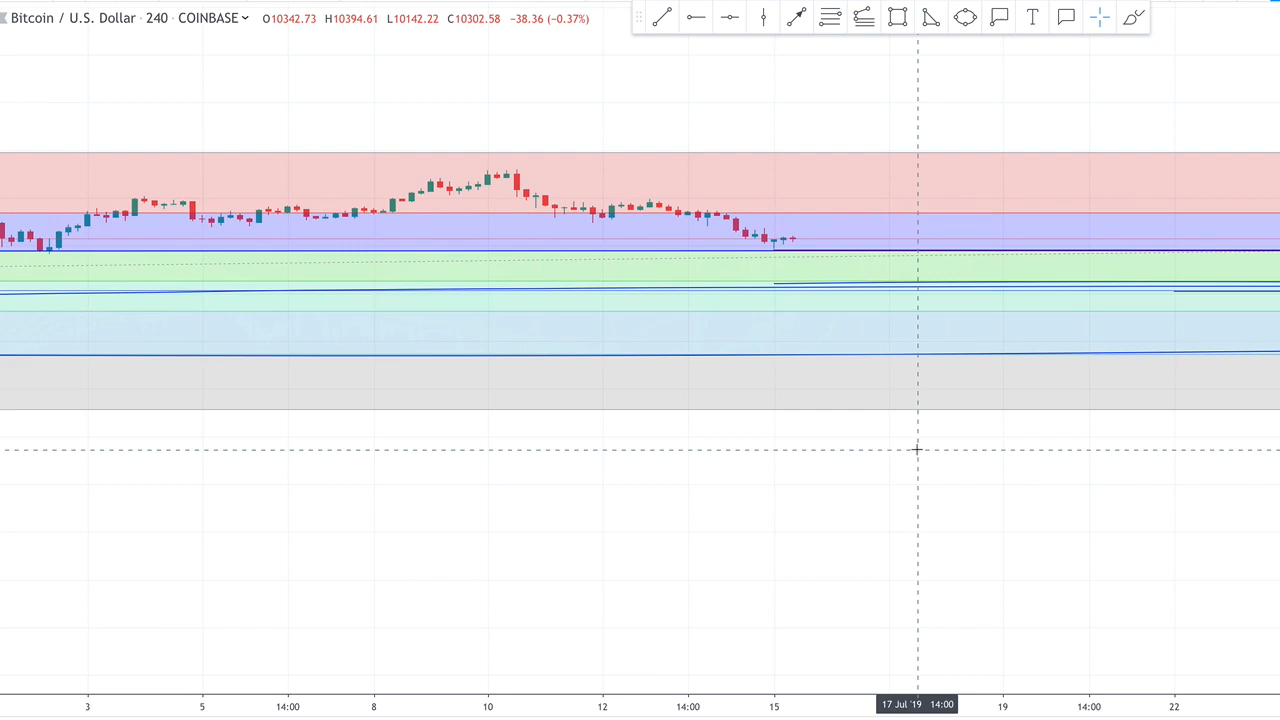 Bitcoin / U.S. Dollar · 240 · COINBASE O10342.73 H10394.61 L10142.22 C10302.58 −38.36 (−0.37%)
T
3 5 14:00 8 10 12 14:00 15 17 Jul '19 14:00 19 14:00 22